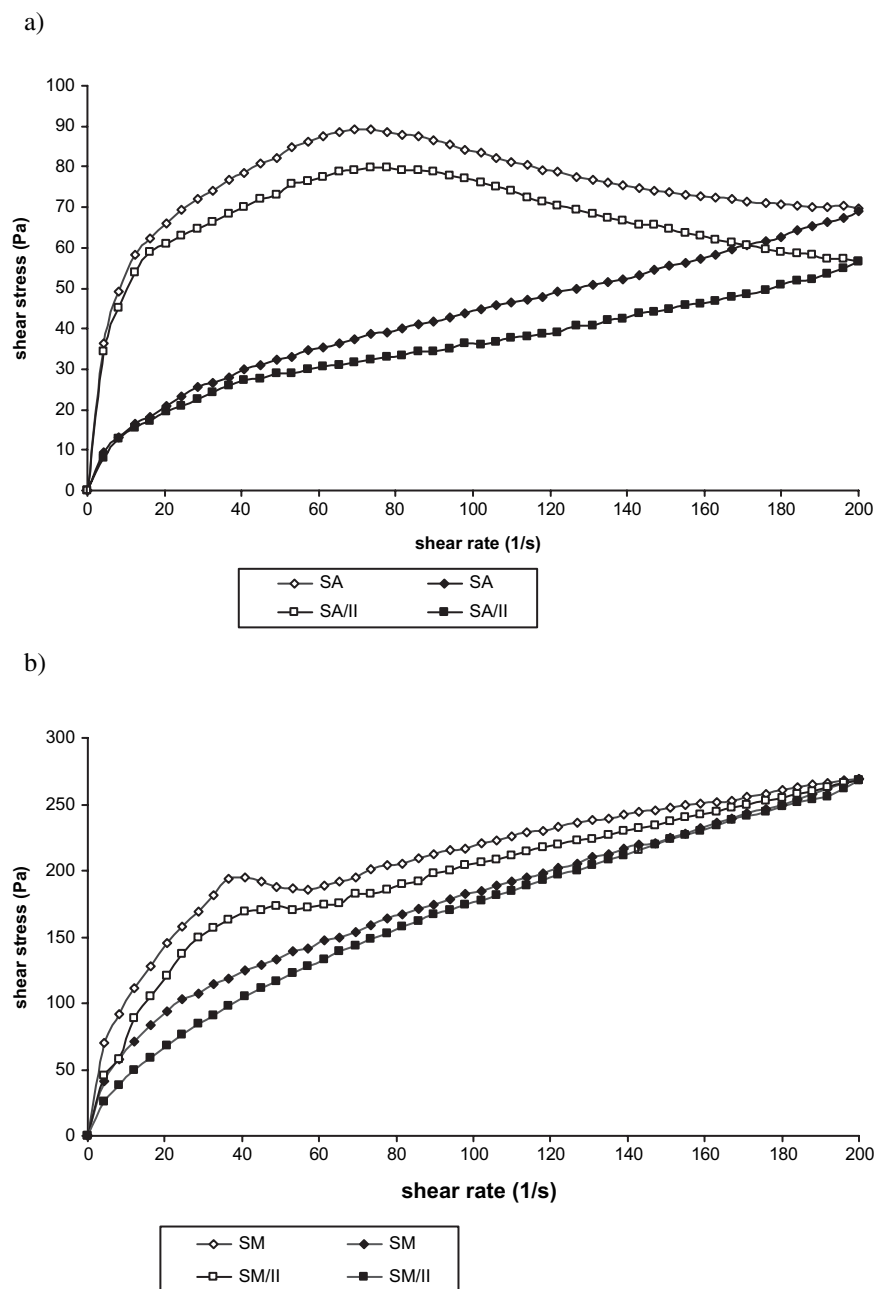 a)
100
90
80
70
60
50
40
30
20
10
0
shear stress (Pa)
0 20 40 60 80 100 120 140 160 180 200
shear rate (1/s)
SA SA
SA/II SA/II
b)
300
250
200
150
100
50
0
shear stress (Pa)
0 20 40 60 80 100 120 140 160 180 200
shear rate (1/s)
SM SM
SM/II SM/II